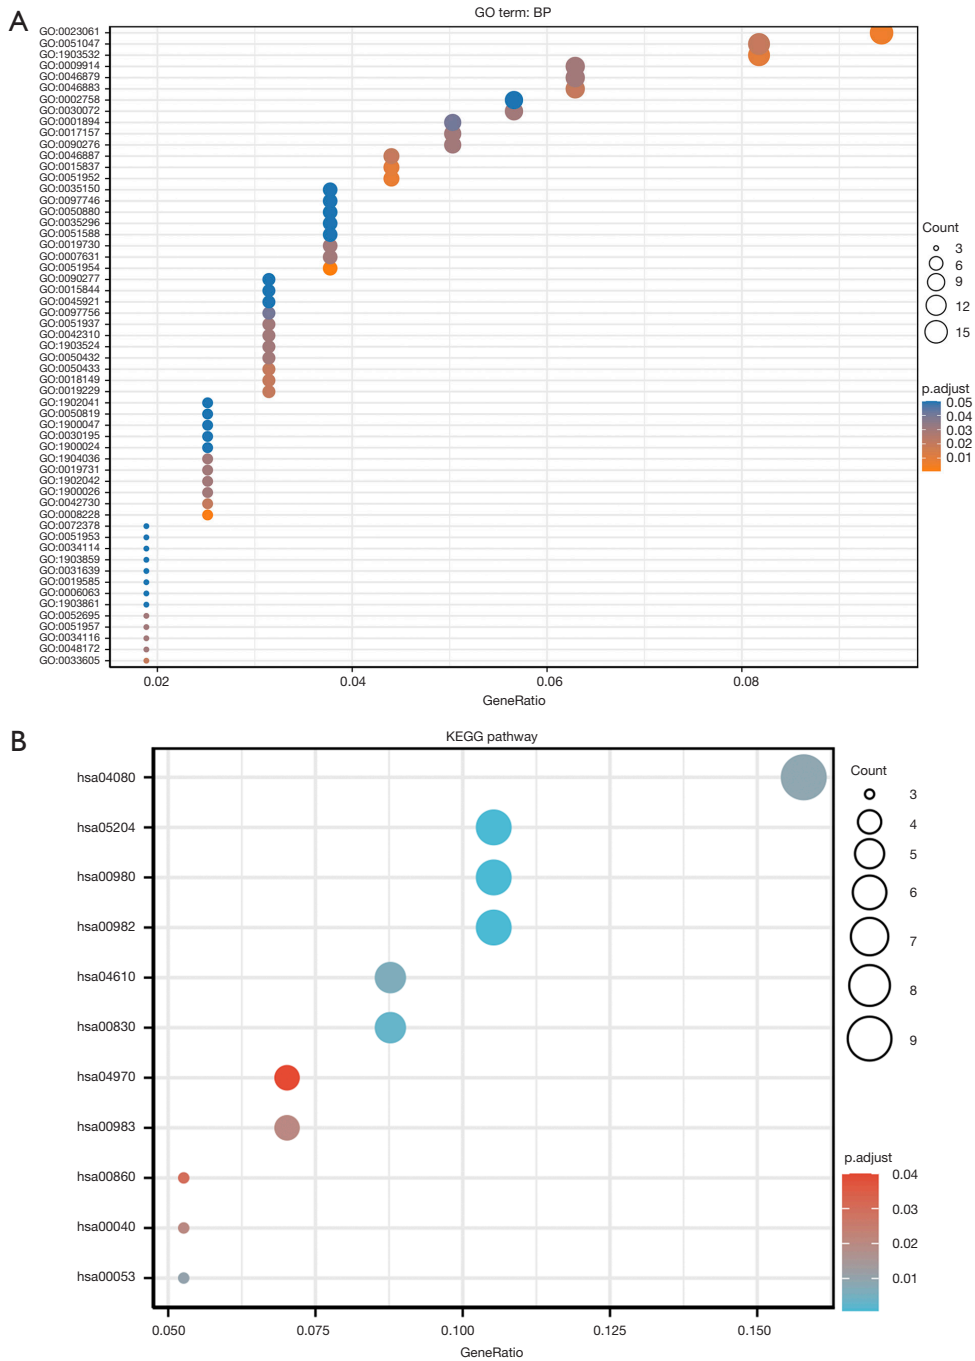 A
GO term: BP
GO:0023061
GO:0051047
GO:1903532
GO:0009914
GO:0046879
GO:0046883
GO:0002758
GO:0030072
GO:0001894
GO:0017157
GO:0090276
GO:0046887
GO:0015837
GO:0051952
GO:0035150
GO:0097746
GO:0050880
GO:0035296
GO:0051588
GO:0019730
GO:0007631
GO:0051954
GO:0090277
GO:0015844
GO:0045921
GO:0097756
GO:0051937
GO:0042310
GO:1903524
GO:0050432
GO:0050433
GO:0018149
GO:0019229
GO:1902041
GO:0050819
GO:1900047
GO:0030195
GO:1900024
GO:1904036
GO:0019731
GO:1902042
GO:1900026
GO:0042730
GO:0008228
GO:0072378
GO:0051953
GO:0034114
GO:1903859
GO:0031639
GO:0019585
GO:0006063
GO:1903861
GO:0052695
GO:0051957
GO:0034116
GO:0048172
GO:0033605
0.02 0.04 0.06 0.08
GeneRatio
Count
3
6
9
12
15
p.adjust
0.05
0.04
0.03
0.02
0.01
B
KEGG pathway
hsa04080
hsa05204
hsa00980
hsa00982
hsa04610
hsa00830
hsa04970
hsa00983
hsa00860
hsa00040
hsa00053
0.050 0.075 0.100 0.125 0.150
GeneRatio
Count
3
4
5
6
7
8
9
p.adjust
0.04
0.03
0.02
0.01